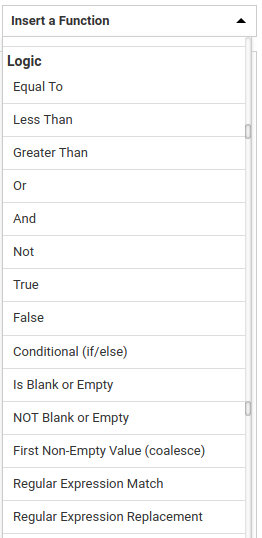 Insert a Function
Logic
Equal To
Less Than
Greater Than
Or
And
Not
True
False
Conditional (if/else)
Is Blank or Empty
NOT Blank or Empty
First Non-Empty Value (coalesce)
Regular Expression Match
Regular Expression Replacement